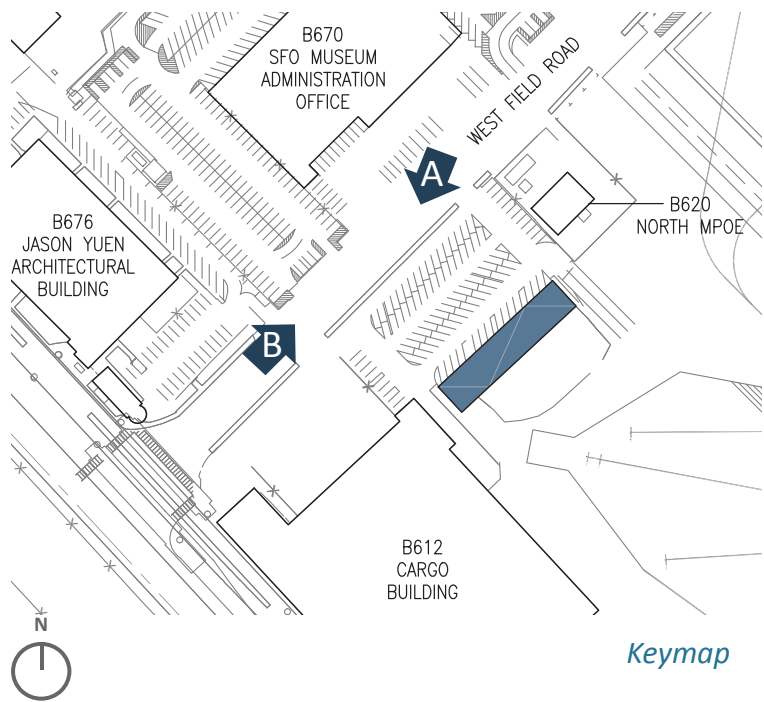 B670
SFO MUSEUM
ADMINISTRATION
OFFICE
WEST FIELD ROAD
A
B620
NORTH MPOE
B676
JASON YUEN
ARCHITECTURAL
BUILDING
B
B612
CARGO
BUILDING
N
Keymap